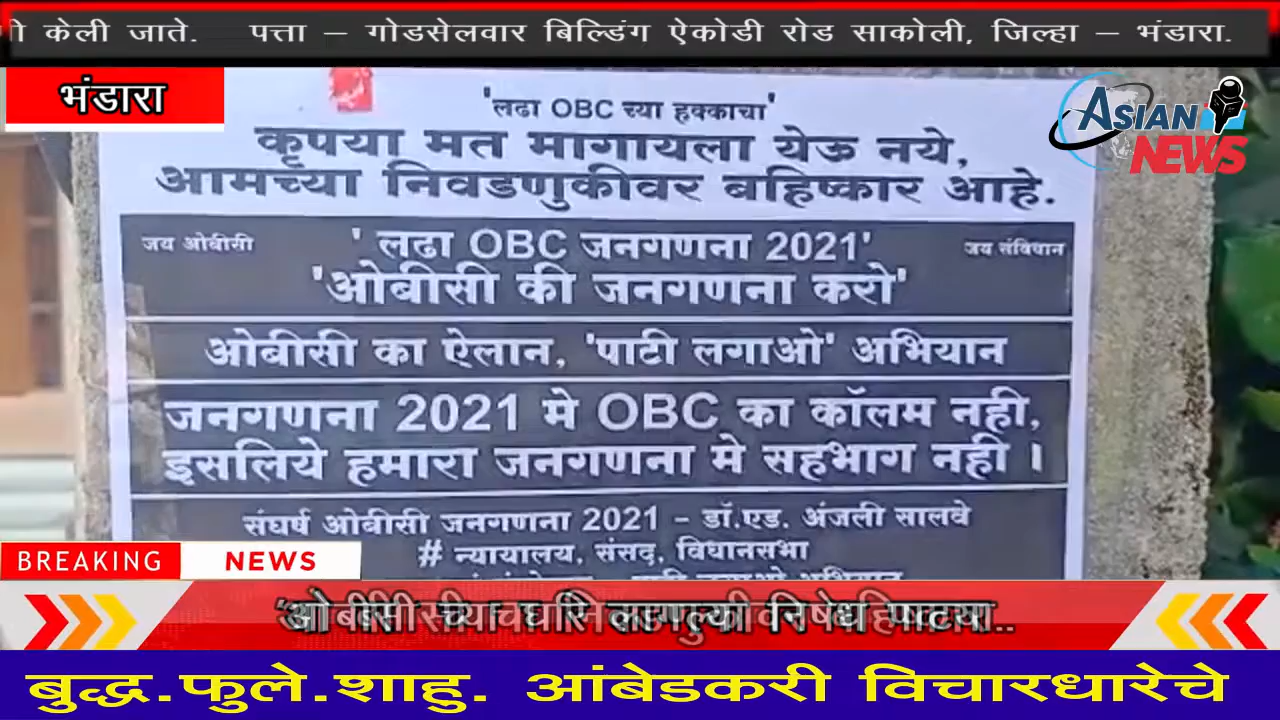 केली जाते. पत्ता – गोडसेलवार बिल्डिंग ऐकोडी रोड साकोली, जिल्हा – भंडारा.
भंडारा
ASIAN
NEWS
'लढा OBC च्या हक्काचा'
कृपया मत मागायला येऊ नये,
आमच्या निवडणुकीवर बहिष्कार आहे.
जय ओबीसी
' लढा OBC जनगणना 2021'
जय संविधान
'ओबीसी की जनगणना करो'
ओबीसी का ऐलान, 'पाटी लगाओ' अभियान
जनगणना 2021 मे OBC का कॉलम नही,
इसलिये हमारा जनगणना मे सहभाग नही ।
संघर्ष ओबीसी जनगणना 2021 - डॉ.एड. अंजली साळवे
# न्यायालय, संसद, विधानसभा
BREAKING NEWS
बुद्ध.फुले.शाहु. आंबेडकरी विचारधारेचे